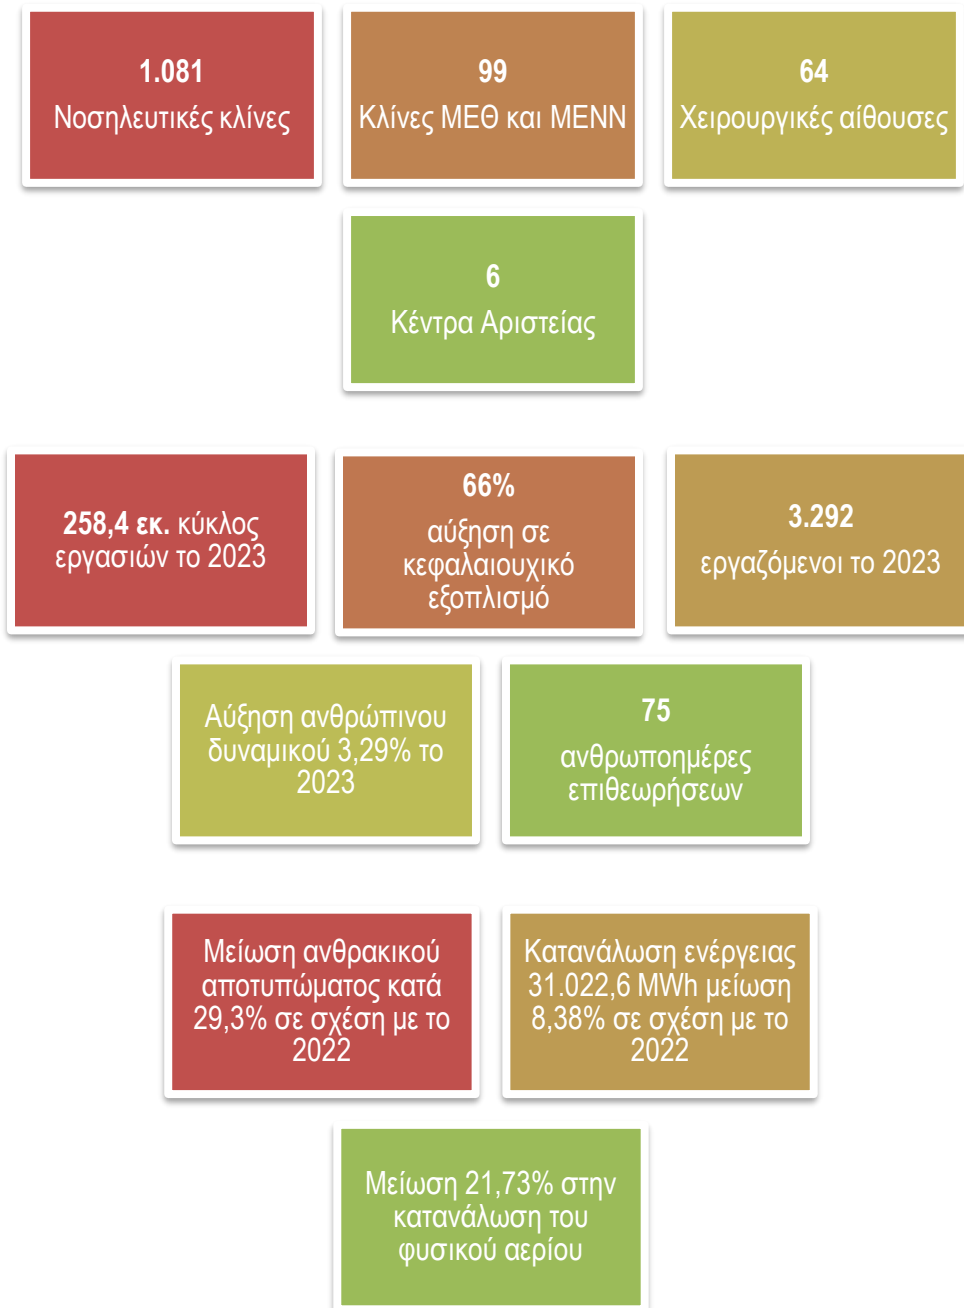 1.081
Νοσηλευτικές κλίνες
99
Κλίνες ΜΕΘ και ΜΕΝΝ
64
Χειρουργικές αίθουσες
6
Κέντρα Αριστείας
258,4 εκ. κύκλος
εργασιών το 2023
66%
αύξηση σε
κεφαλαιουχικό
εξοπλισμό
3.292
εργαζόμενοι το 2023
Αύξηση ανθρώπινου
δυναμικού 3,29% το
2023
75
ανθρωποημέρες
επιθεωρήσεων
Μείωση ανθρακικού
αποτυπώματος κατά
29,3% σε σχέση με το
2022
Κατανάλωση ενέργειας
31.022,6 MWh μείωση
8,38% σε σχέση με το
2022
Μείωση 21,73% στην
κατανάλωση του
φυσικού αερίου